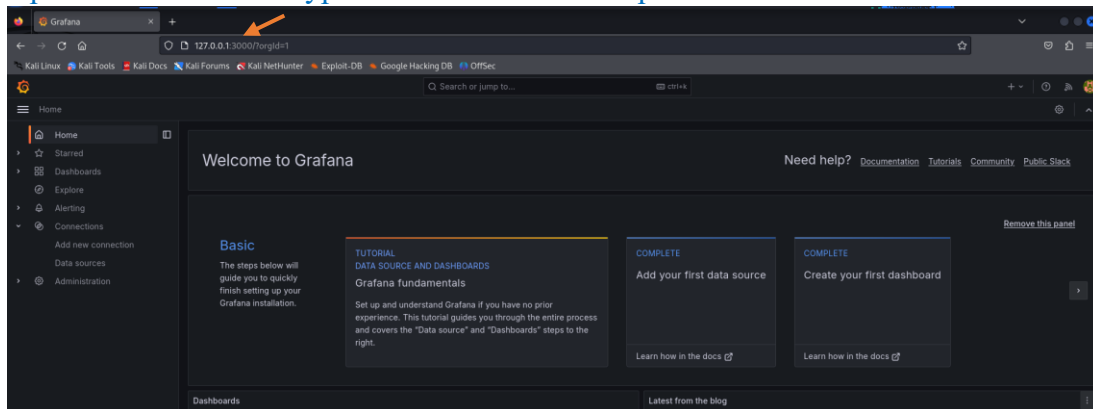 Grafana
127.0.0.1:3000/?orgId=1
Kali Linux Kali Tools Kali Docs Kali Forums Kali NetHunter Exploit-DB Google Hacking DB OffSec
Search or jump to... ctrl+k
Home
Home
Starred
Dashboards
Explore
Alerting
Connections
Add new connection
Data sources
Administration
Welcome to Grafana
Need help? Documentation Tutorials Community Public Slack
Remove this panel
Basic
The steps below will
guide you to quickly
finish setting up your
Grafana installation.
TUTORIAL
DATA SOURCE AND DASHBOARDS
Grafana fundamentals
Set up and understand Grafana if you have no prior
experience. This tutorial guides you through the entire process
and covers the "Data source" and "Dashboards" steps to the
right.
COMPLETE
Add your first data source
Learn how in the docs
COMPLETE
Create your first dashboard
Learn how in the docs
Dashboards
Latest from the blog